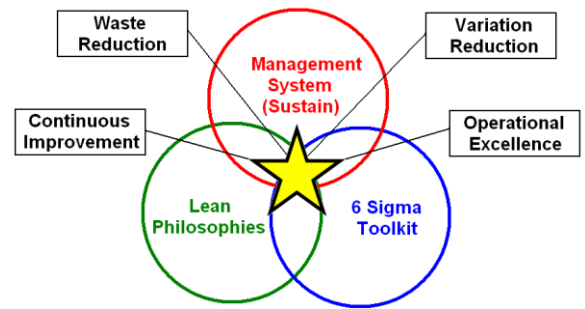 Waste
Reduction
Variation
Reduction
Management
System
(Sustain)
Continuous
Improvement
Operational
Excellence
Lean
Philosophies
6 Sigma
Toolkit